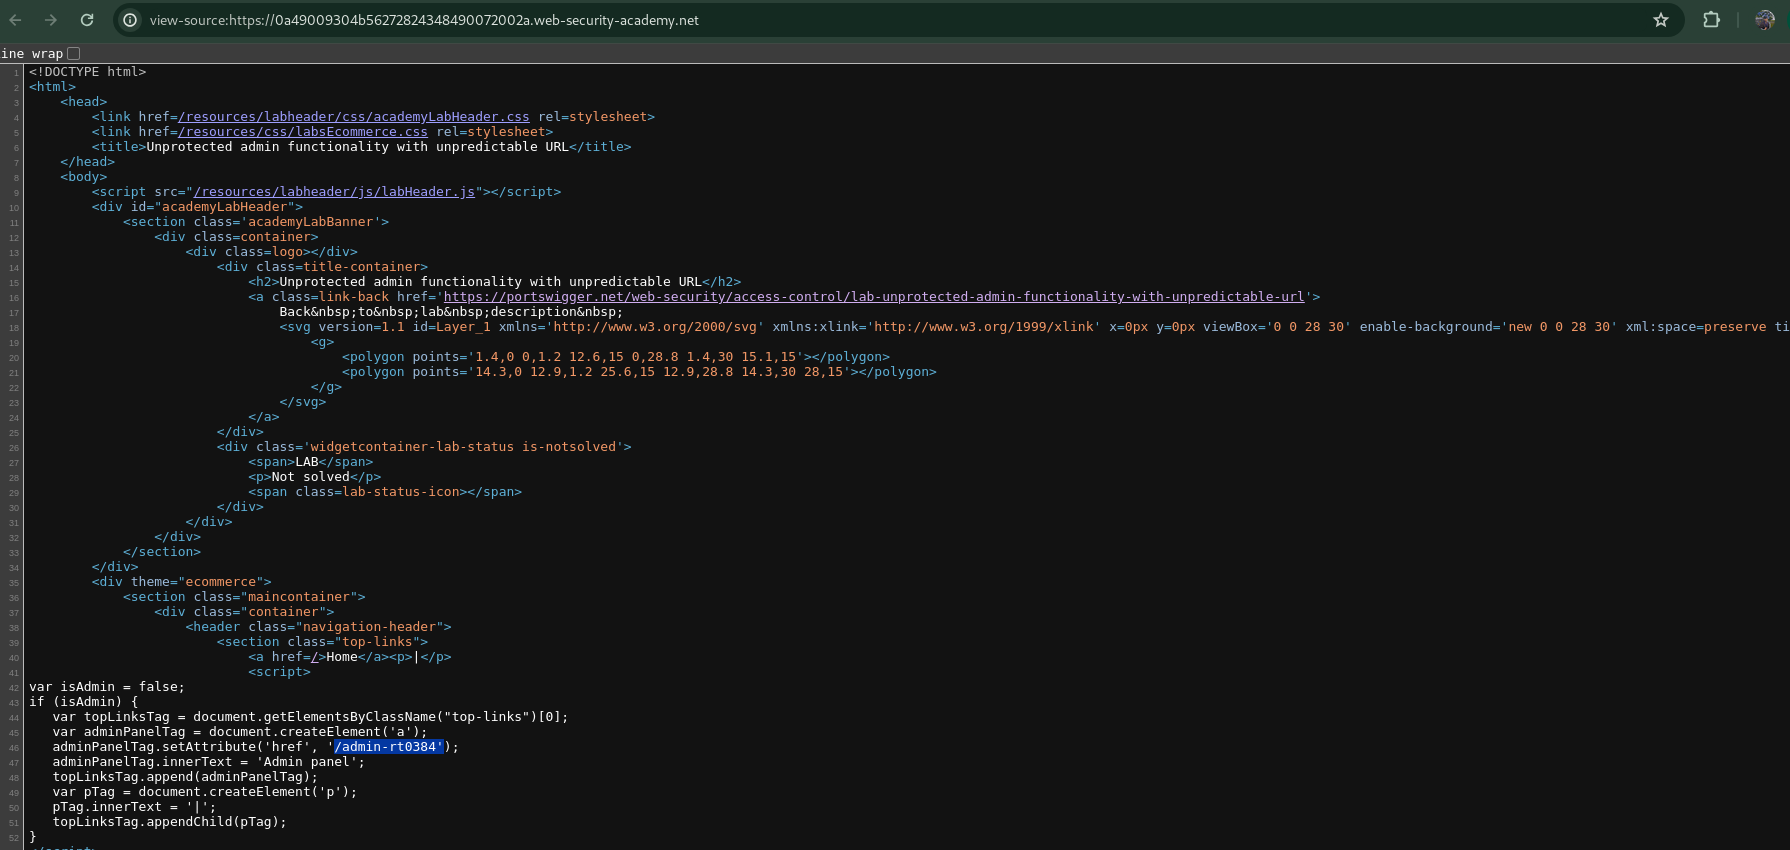 view-source:https://0a49009304b56272824348490072002a.web-security-academy.net
ine wrap
1 <!DOCTYPE html>
2 <html>
3 <head>
4 <link href=/resources/labheader/css/academyLabHeader.css rel=stylesheet>
5 <link href=/resources/css/labsEcommerce.css rel=stylesheet>
6 <title>Unprotected admin functionality with unpredictable URL</title>
7 </head>
8 <body>
9 <script src="/resources/labheader/js/labHeader.js"></script>
10 <div id="academyLabHeader">
11 <section class='academyLabBanner'>
12 <div class=container>
13 <div class=logo></div>
14 <div class=title-container>
15 <h2>Unprotected admin functionality with unpredictable URL</h2>
16 <a class=link-back href='https://portswigger.net/web-security/access-control/lab-unprotected-admin-functionality-with-unpredictable-url'>
17 Back&nbsp;to&nbsp;lab&nbsp;description&nbsp;
18 <svg version=1.1 id=Layer_1 xmlns='http://www.w3.org/2000/svg' xmlns:xlink='http://www.w3.org/1999/xlink' x=0px y=0px viewBox='0 0 28 30' enable-background='new 0 0 28 30' xml:space=preserve ti
19 <g>
20 <polygon points='1.4,0 0,1.2 12.6,15 0,28.8 1.4,30 15.1,15'></polygon>
21 <polygon points='14.3,0 12.9,1.2 25.6,15 12.9,28.8 14.3,30 28,15'></polygon>
22 </g>
23 </svg>
24 </a>
25 </div>
26 <div class='widgetcontainer-lab-status is-notsolved'>
27 <span>LAB</span>
28 <p>Not solved</p>
29 <span class=lab-status-icon></span>
30 </div>
31 </div>
32 </div>
33 </section>
34 </div>
35 <div theme="ecommerce">
36 <section class="maincontainer">
37 <div class="container">
38 <header class="navigation-header">
39 <section class="top-links">
40 <a href=/>Home</a><p>|</p>
41 <script>
42 var isAdmin = false;
43 if (isAdmin) {
44 var topLinksTag = document.getElementsByClassName("top-links")[0];
45 var adminPanelTag = document.createElement('a');
46 adminPanelTag.setAttribute('href', '/admin-rt0384');
47 adminPanelTag.innerText = 'Admin panel';
48 topLinksTag.append(adminPanelTag);
49 var pTag = document.createElement('p');
50 pTag.innerText = '|';
51 topLinksTag.appendChild(pTag);
52 }